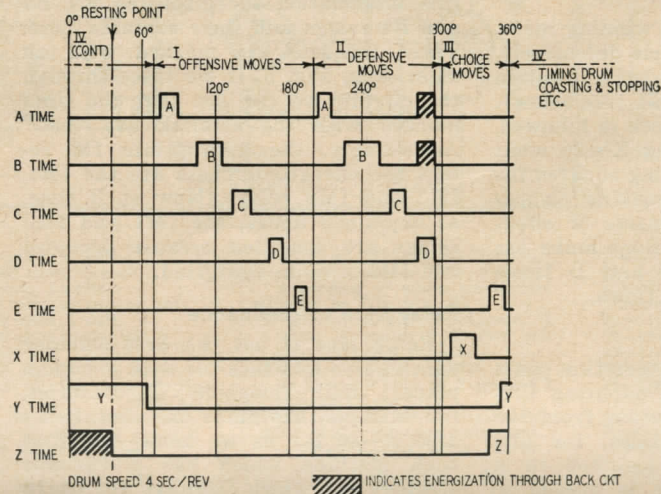 0° RESTING POINT
IV (CONT)
60°
I OFFENSIVE MOVES
120°
180°
II DEFENSIVE MOVES
240°
300°
III CHOICE MOVES
360°
IV
TIMING DRUM
COASTING & STOPPING
ETC.
A TIME A A
B TIME B B
C TIME C C
D TIME D D
E TIME E E
X TIME X
Y TIME Y Y
Z TIME Z
DRUM SPEED 4 SEC/REV
INDICATES ENERGIZATION THROUGH BACK CKT